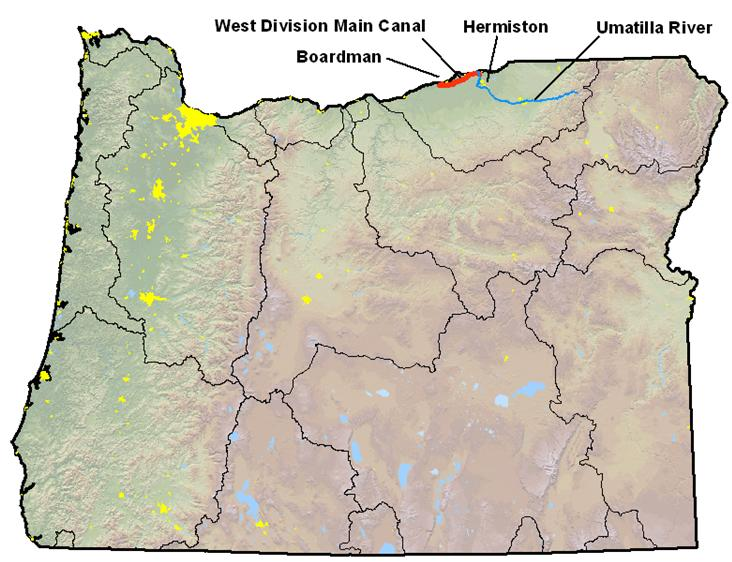 West Division Main Canal
Hermiston
Umatilla River
Boardman